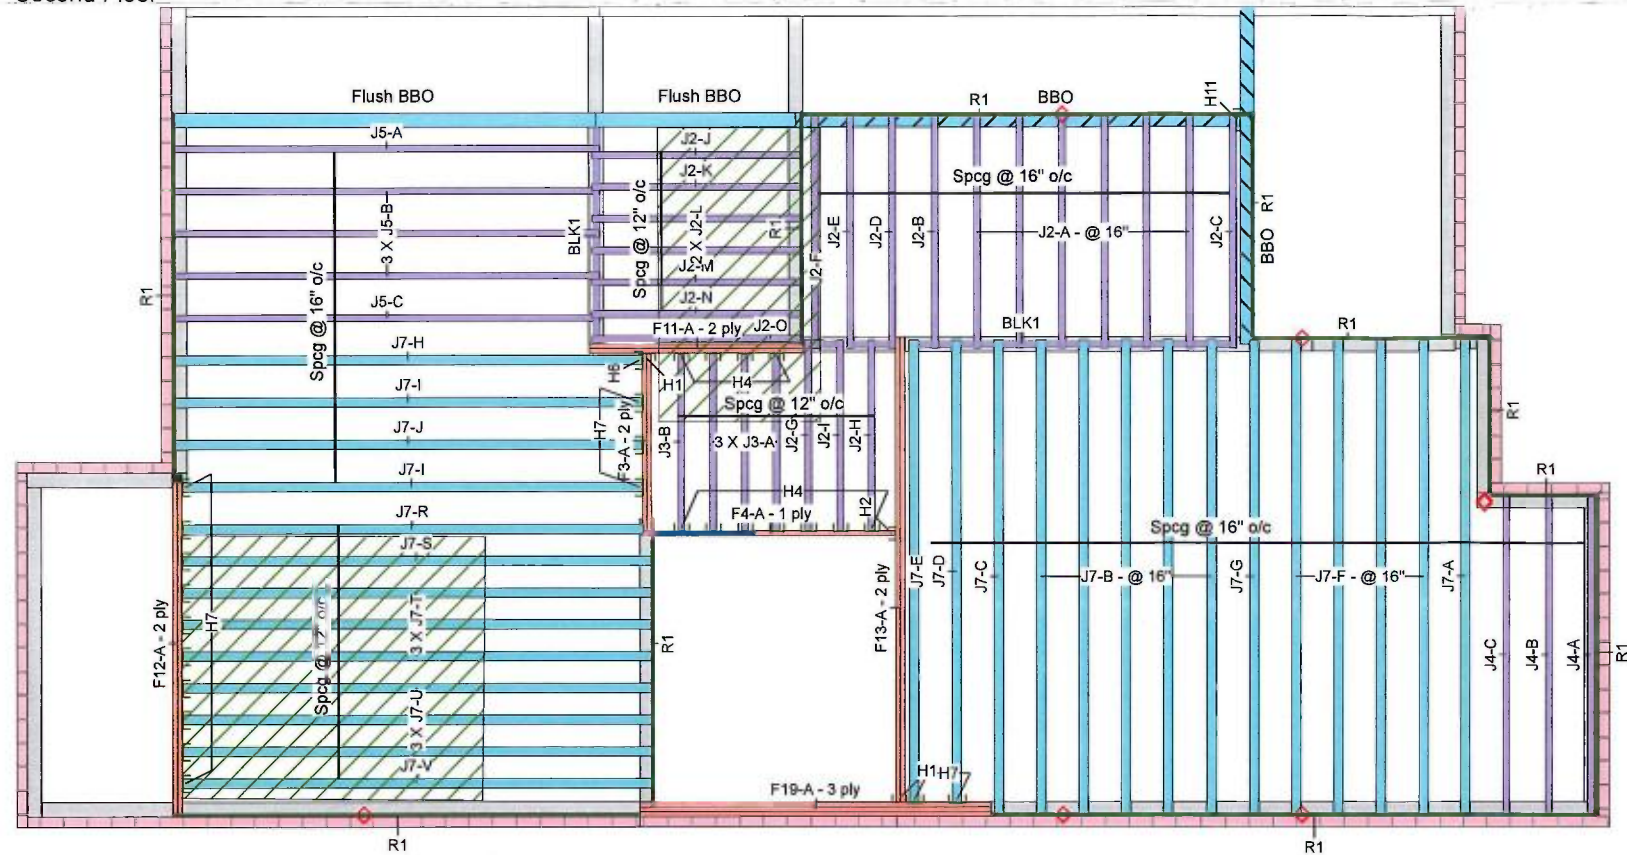 Second Floor
Flush BBO
Flush BBO
R1
BBO
H11
J5-A
J2-J
J2-K
Spcg @ 16" o/c
Spcg @ 12" o/c
2 X J2-L
R1
R1
3 X J5-B
BLK1
J2-E
J2-D
J2-B
J2-A - @ 16"
J2-C
BBO
J2-F
J2-M
J2-N
R1
J5-C
Spcg @ 16" o/c
F11-A - 2 ply
J2-O
BLK1
R1
J7-H
H6
H1
H4
J7-I
Spcg @ 12" o/c
H7
F3-A - 2 ply
J7-J
J3-B
3 X J3-A
J2-G
J2-I
J2-H
R1
J7-I
R1
H4
F4-A - 1 ply
H2
J7-R
Spcg @ 16" o/c
J7-S
J7-E
J7-D
J7-C
J7-B - @ 16"
J7-G
J7-F - @ 16"
J7-A
F12-A - 2 ply
H7
Spcg @ 12" o/c
3 X J7-T
R1
F13-A - 2 ply
J4-C
J4-B
J4-A
R1
3 X J7-U
J7-V
H1
H7
F19-A - 3 ply
R1
R1